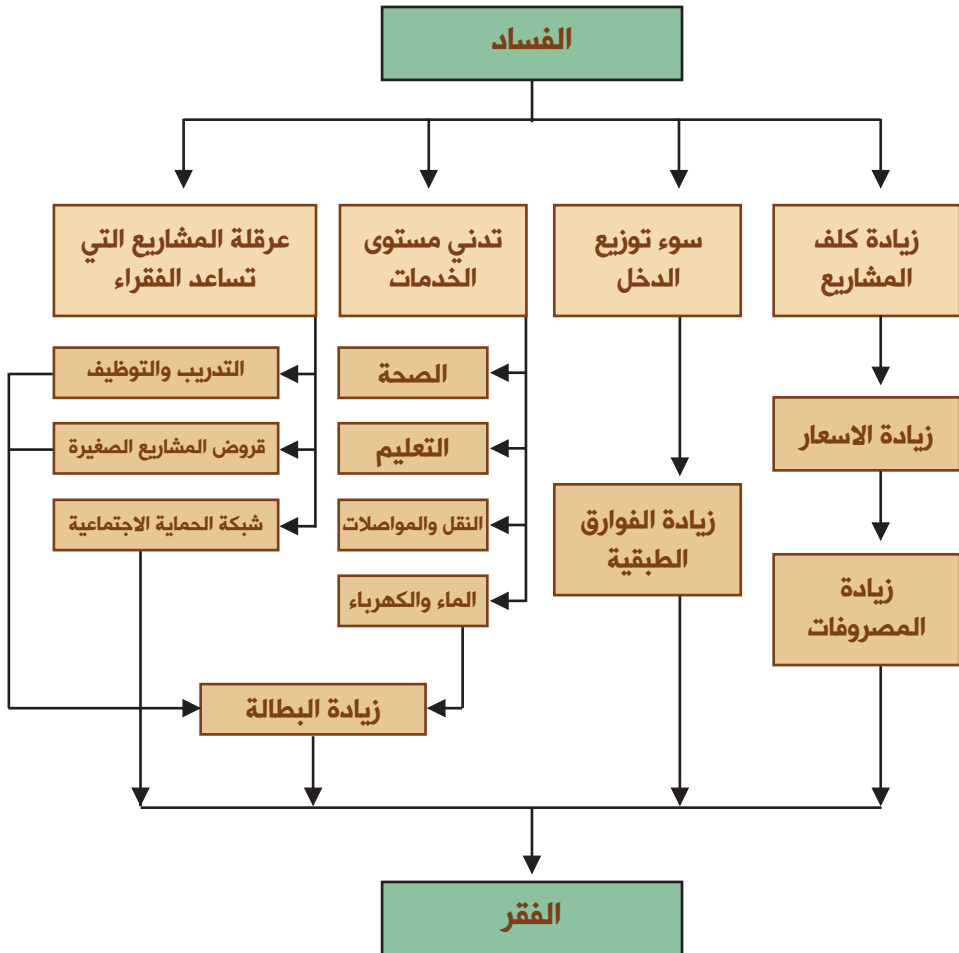 الفساد
زيادة كلف
المشاريع
سوء توزيع
الدخل
تدني مستوى
الخدمات
عرقلة المشاريع التي
تساعد الفقراء
زيادة الاسعار
زيادة
المصروفات
زيادة الفوارق
الطبقية
الصحة
التعليم
النقل والمواصلات
الماء والكهرباء
التدريب والتوظيف
قروض المشاريع الصغيرة
شبكة الحماية الاجتماعية
زيادة البطالة
الفقر